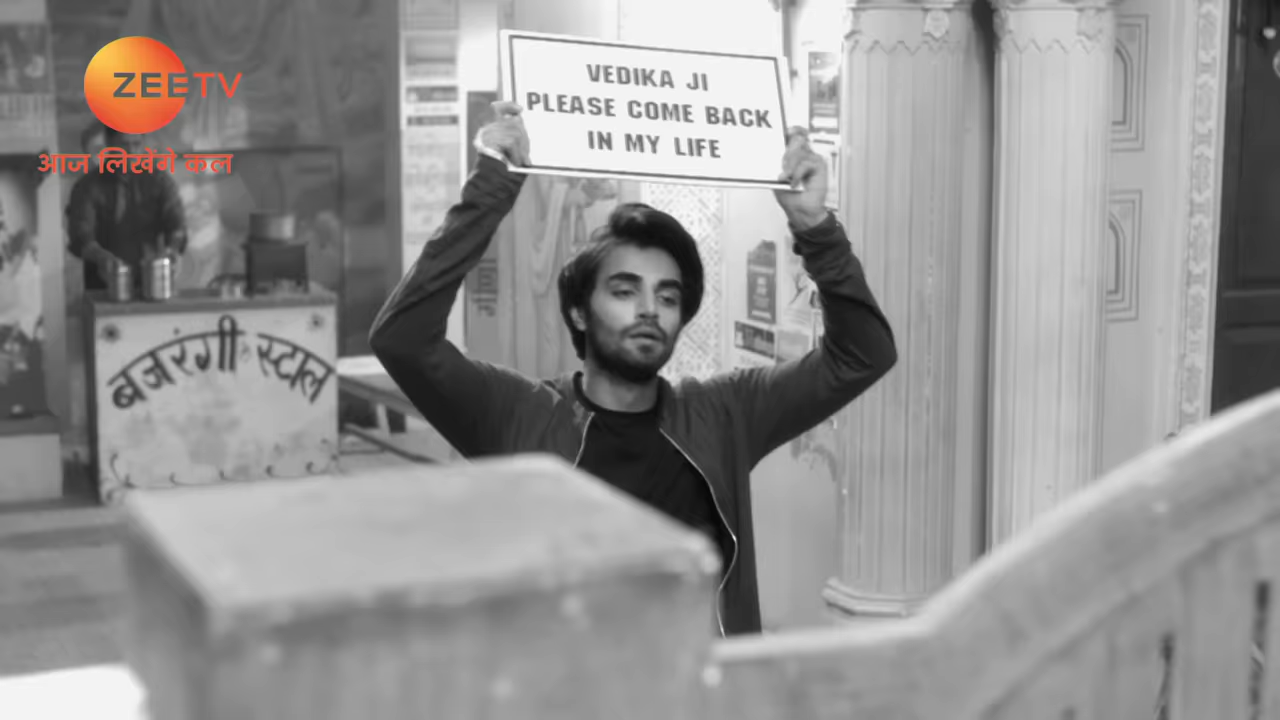 ZEE TV
आज लिखेंगे कल
VEDIKA JI
PLEASE COME BACK
IN MY LIFE
बजरंगी स्टाल